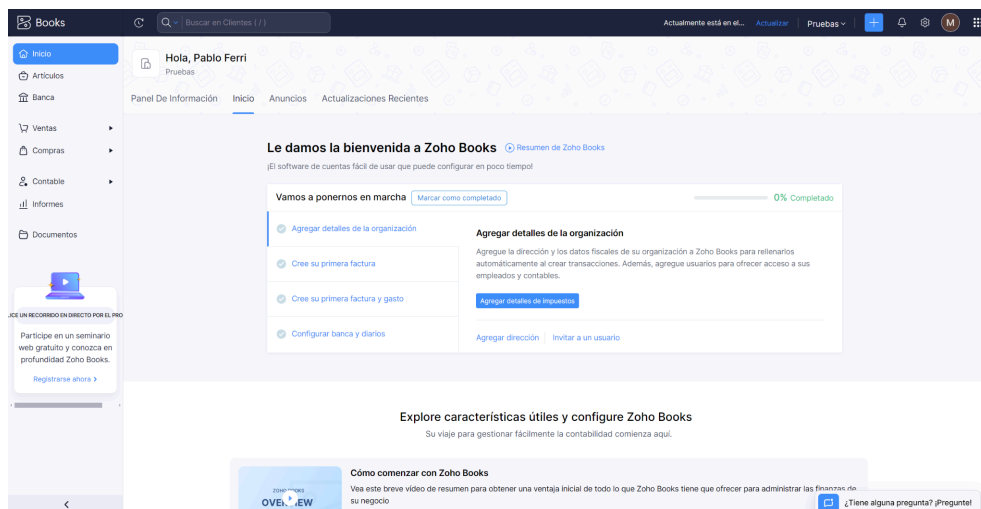 Books
Buscar en Clientes ( / )
Actualmente está en el...
Actualizar
Pruebas
M
Inicio
Artículos
Banca
Ventas
Compras
Contable
Informes
Documentos
Hola, Pablo Ferri
Pruebas
Panel De Información
Inicio
Anuncios
Actualizaciones Recientes
Le damos la bienvenida a Zoho Books
Resumen de Zoho Books
¡El software de cuentas fácil de usar que puede configurar en poco tiempo!
Vamos a ponernos en marcha
Marcar como completado
0% Completado
Agregar detalles de la organización
Cree su primera factura
Cree su primera factura y gasto
Configurar banca y diarios
Agregar detalles de la organización
Agregue la dirección y los datos fiscales de su organización a Zoho Books para rellenarlos
automáticamente al crear transacciones. Además, agregue usuarios para ofrecer acceso a sus
empleados y contables.
Agregar detalles de impuestos
Agregar dirección
Invitar a un usuario
UN RECORRIDO EN DIRECTO POR EL
Participe en un seminario
web gratuito y conozca en
profundidad Zoho Books.
Registrarse ahora >
Explore características útiles y configure Zoho Books
Su viaje para gestionar fácilmente la contabilidad comienza aquí.
Cómo comenzar con Zoho Books
Vea este breve vídeo de resumen para obtener una ventaja inicial de todo lo que Zoho Books tiene que ofrecer para administrar las finanzas de
su negocio
ZOHO BOOKS
¿Tiene alguna pregunta? ¡Pregunte!